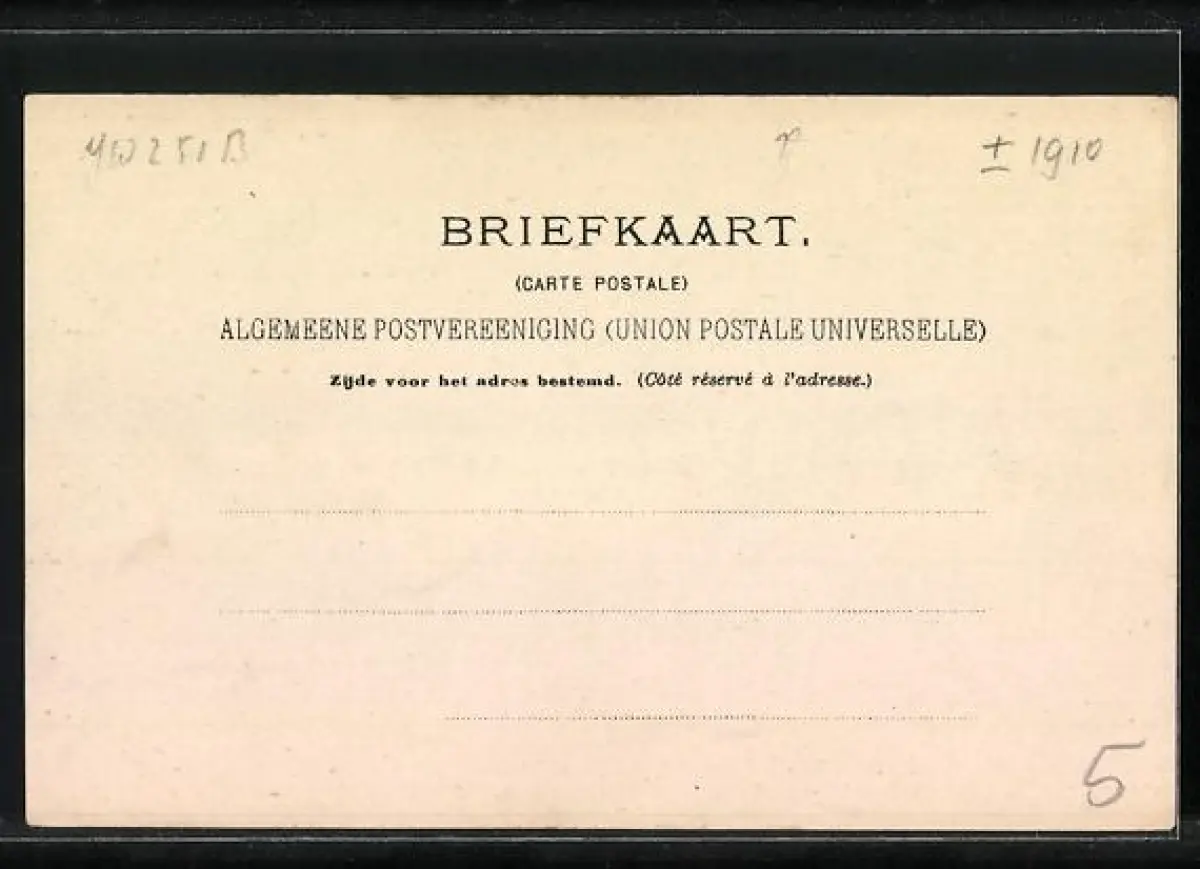 ± 1910
BRIEFKAART.
(CARTE POSTALE)
ALGEMEENE POSTVEREENIGING (UNION POSTALE UNIVERSELLE)
Zijde voor het adres bestemd. (Côté réservé à l'adresse.)
5